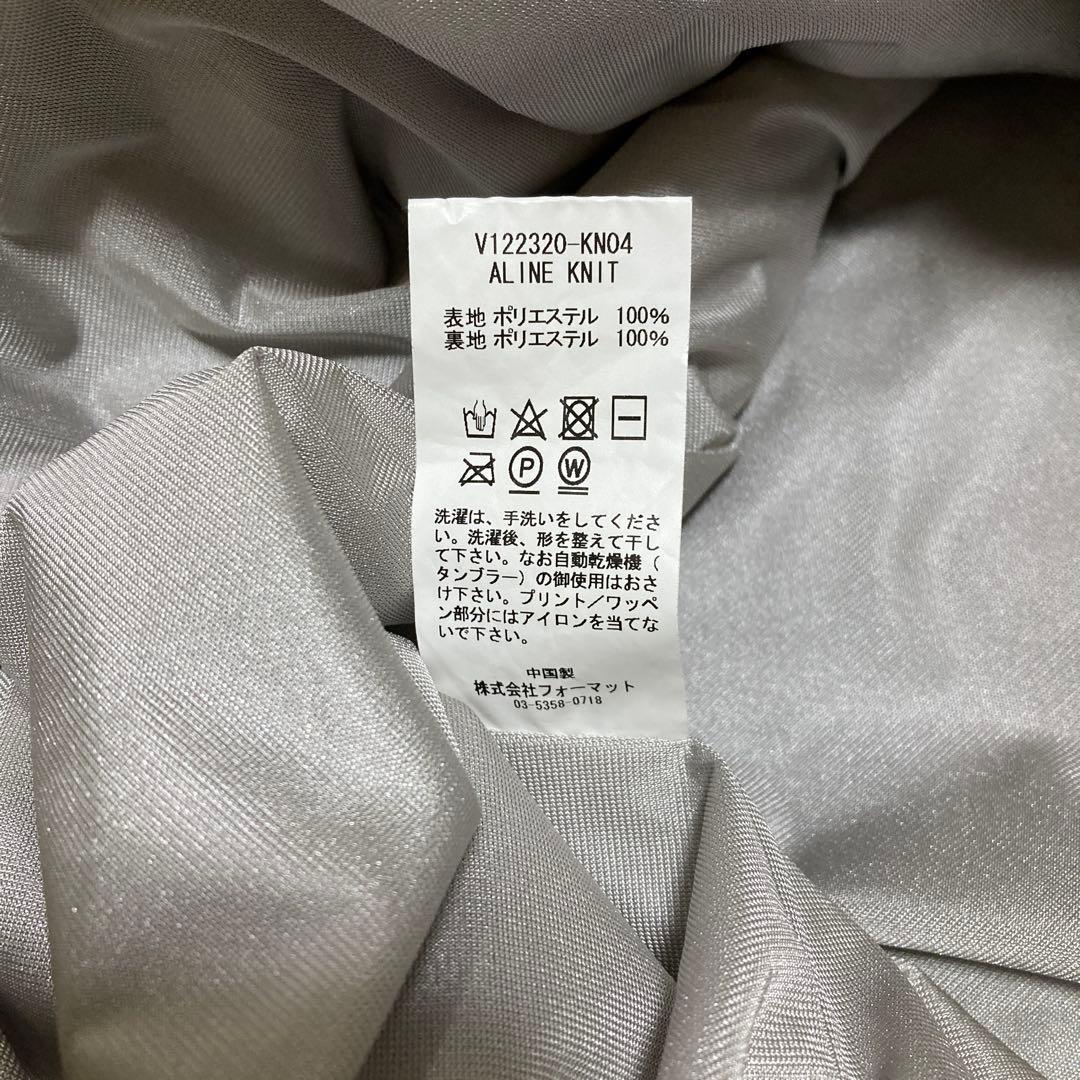 V122320-KN04
ALINE KNIT
表地 ポリエステル 100%
裏地 ポリエステル 100%
P W
洗濯は、手洗いをしてくださ
い。洗濯後、形を整えて干し
て下さい。なお自動乾燥機（
タンブラー）の御使用はおさ
け下さい。プリント／ワッペ
ン部分にはアイロンを当てな
いで下さい。
中国製
株式会社フォーマット
03-5358-0718